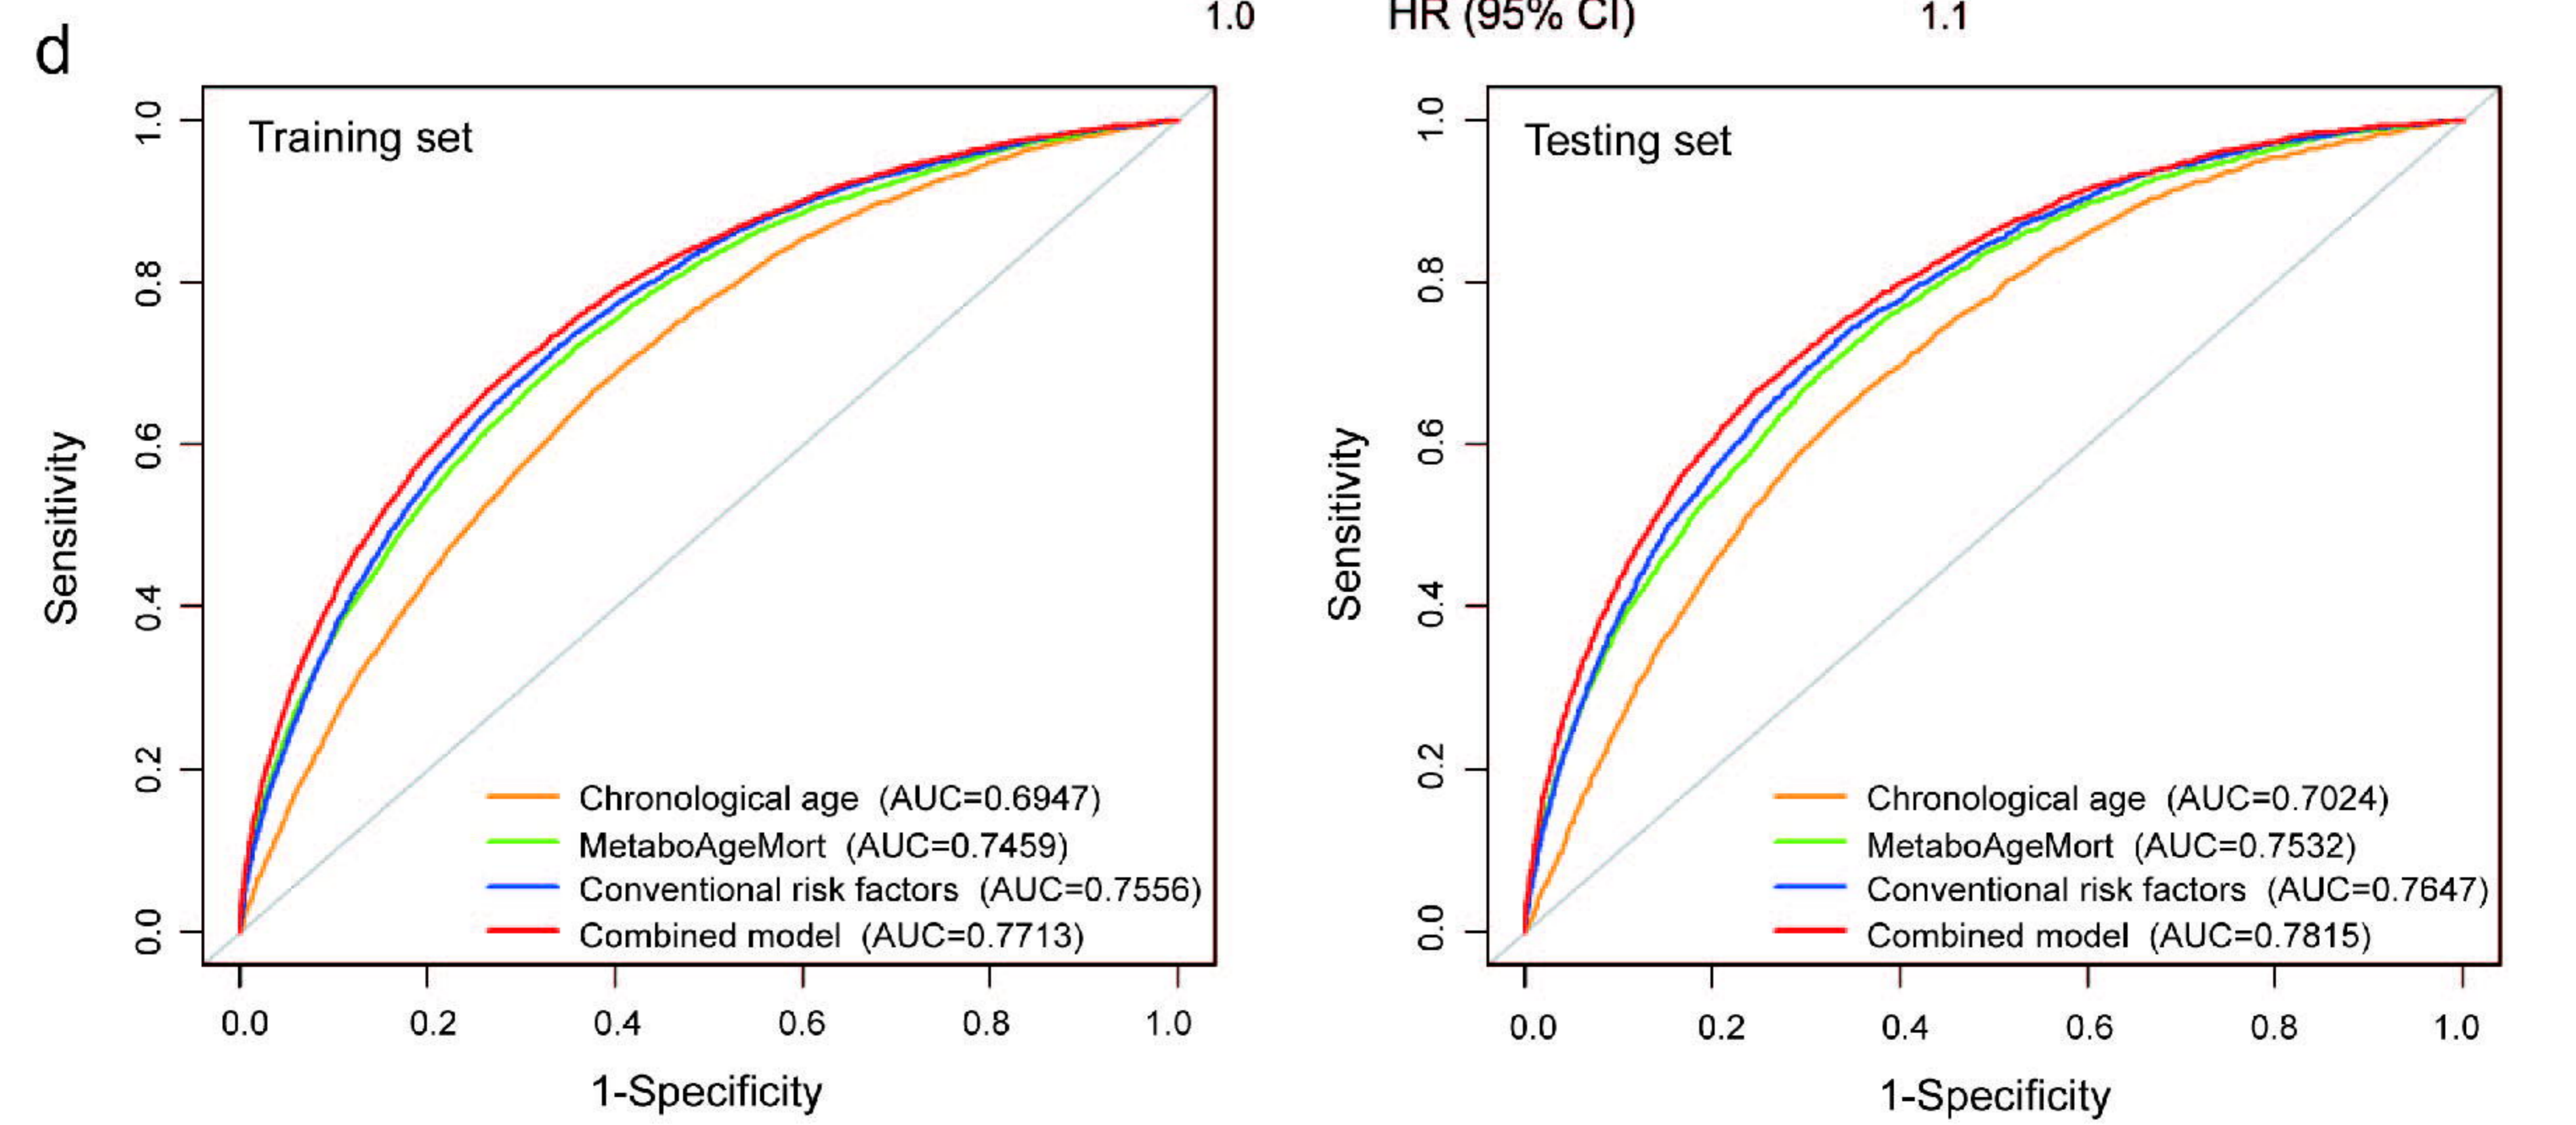 1.0 HR (95% CI) 1.1
d
Training set
Sensitivity
1.0
0.8
0.6
0.4
0.2
0.0
Chronological age (AUC=0.6947)
MetaboAgeMort (AUC=0.7459)
Conventional risk factors (AUC=0.7556)
Combined model (AUC=0.7713)
0.0 0.2 0.4 0.6 0.8 1.0
1-Specificity
Testing set
Sensitivity
1.0
0.8
0.6
0.4
0.2
0.0
Chronological age (AUC=0.7024)
MetaboAgeMort (AUC=0.7532)
Conventional risk factors (AUC=0.7647)
Combined model (AUC=0.7815)
0.0 0.2 0.4 0.6 0.8 1.0
1-Specificity